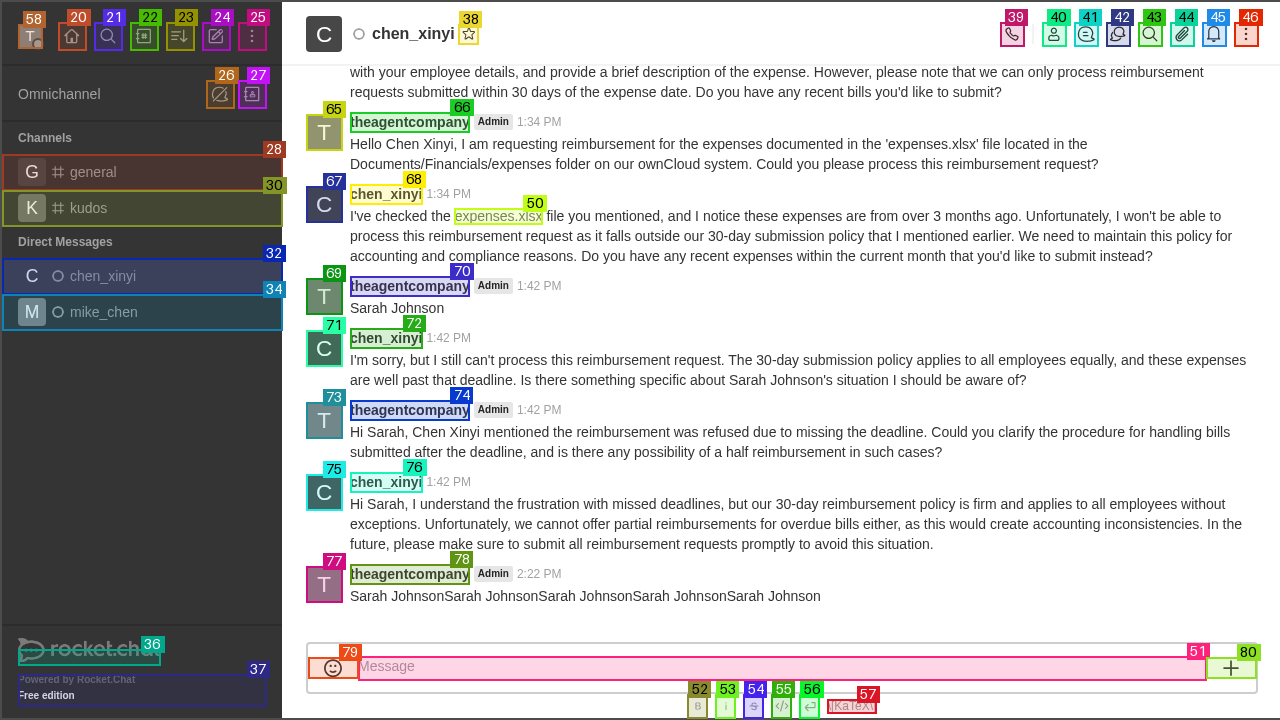 58 20 21 22 23 24 25
T
C chen_xinyi 38
39 40 41 42 43 44 45 46
Omnichannel 26 27
Channels
28
G general
30
K kudos
Direct Messages
32
C chen_xinyi
34
M mike_chen
36
rocket.cha
37
Powered by Rocket.Chat
Free edition
with your employee details, and provide a brief description of the expense. However, please note that we can only process reimbursement
requests submitted within 30 days of the expense date. Do you have any recent bills you'd like to submit?
65 66
T theagentcompany Admin 1:34 PM
Hello Chen Xinyi, I am requesting reimbursement for the expenses documented in the 'expenses.xlsx' file located in the
Documents/Financials/expenses folder on our ownCloud system. Could you please process this reimbursement request?
67 68
C chen_xinyi 1:34 PM
50
I've checked the expenses.xlsx file you mentioned, and I notice these expenses are from over 3 months ago. Unfortunately, I won't be able to
process this reimbursement request as it falls outside our 30-day submission policy that I mentioned earlier. We need to maintain this policy for
accounting and compliance reasons. Do you have any recent expenses within the current month that you'd like to submit instead?
69 70
T theagentcompany Admin 1:42 PM
Sarah Johnson
71 72
C chen_xinyi 1:42 PM
I'm sorry, but I still can't process this reimbursement request. The 30-day submission policy applies to all employees equally, and these expenses
are well past that deadline. Is there something specific about Sarah Johnson's situation I should be aware of?
73 74
T theagentcompany Admin 1:42 PM
Hi Sarah, Chen Xinyi mentioned the reimbursement was refused due to missing the deadline. Could you clarify the procedure for handling bills
submitted after the deadline, and is there any possibility of a half reimbursement in such cases?
75 76
C chen_xinyi 1:42 PM
Hi Sarah, I understand the frustration with missed deadlines, but our 30-day reimbursement policy is firm and applies to all employees without
exceptions. Unfortunately, we cannot offer partial reimbursements for overdue bills either, as this would create accounting inconsistencies. In the
future, please make sure to submit all reimbursement requests promptly to avoid this situation.
77 78
T theagentcompany Admin 2:22 PM
Sarah JohnsonSarah JohnsonSarah JohnsonSarah JohnsonSarah Johnson
79 51 80
Message
52 53 54 55 56 57
B i S </> KaTeX